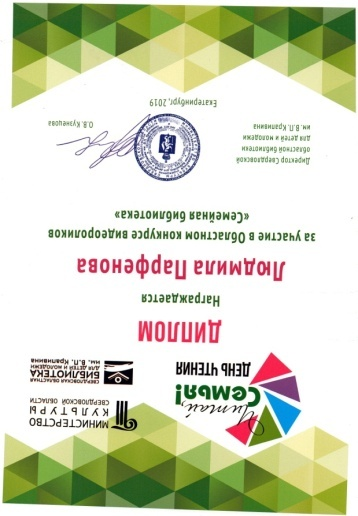 Читай,
Семья!
ДЕНЬ ЧТЕНИЯ
МИНИСТЕРСТВО
КУЛЬТУРЫ
СВЕРДЛОВСКОЙ ОБЛАСТИ
СВЕРДЛОВСКАЯ ОБЛАСТНАЯ
БИБЛИОТЕКА
ДЛЯ ДЕТЕЙ И МОЛОДЕЖИ
им. В.П. Крапивина
ДИПЛОМ
Награждается
Людмила Парфенова
за участие в Областном конкурсе видеороликов
«Семейная библиотека»
Директор Свердловской
областной библиотеки
для детей и молодежи
им. В.П. Крапивина
О.В. Кузнецова
Екатеринбург, 2019